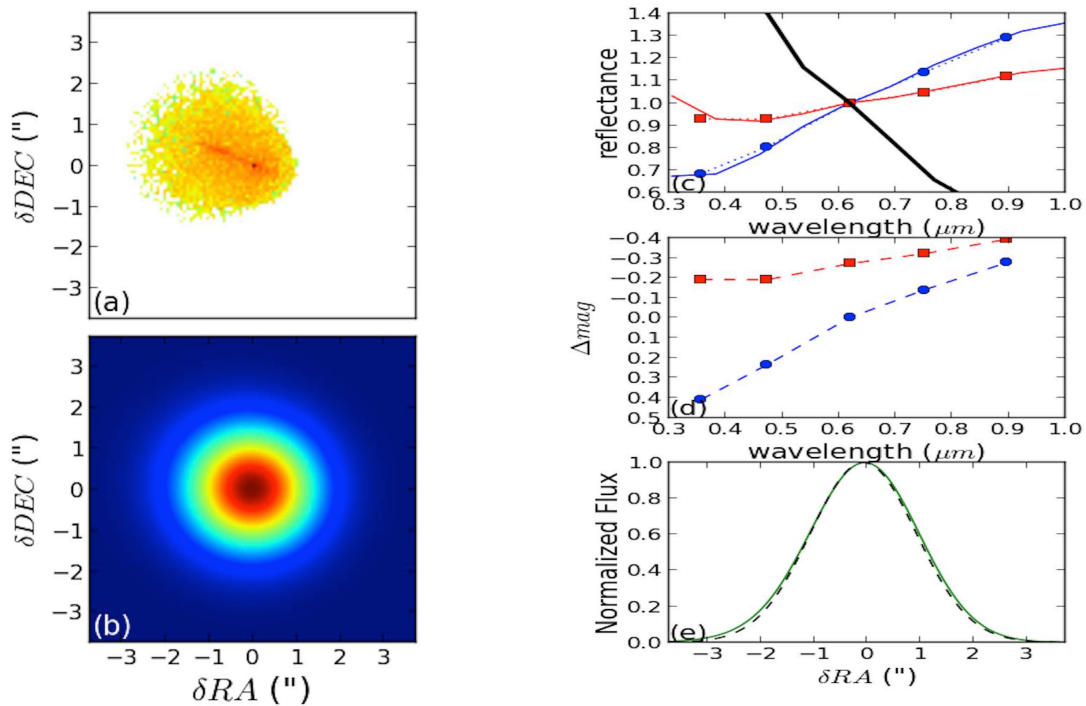 3
2
1
0
−1
−2
−3
δDEC (")
(a)
3
2
1
0
−1
−2
−3
δDEC (")
(b)
−3 −2 −1 0 1 2 3
δRA (")
1.4
1.3
1.2
1.1
1.0
0.9
0.8
0.7
0.6
reflectance
(c)
0.3 0.4 0.5 0.6 0.7 0.8 0.9 1.0
wavelength (μm)
−0.4
−0.3
−0.2
−0.1
0.0
0.1
0.2
0.3
0.4
0.5
Δmag
(d)
0.3 0.4 0.5 0.6 0.7 0.8 0.9 1.0
wavelength (μm)
1.0
0.8
0.6
0.4
0.2
0.0
Normalized Flux
(e)
−3 −2 −1 0 1 2 3
δRA (")